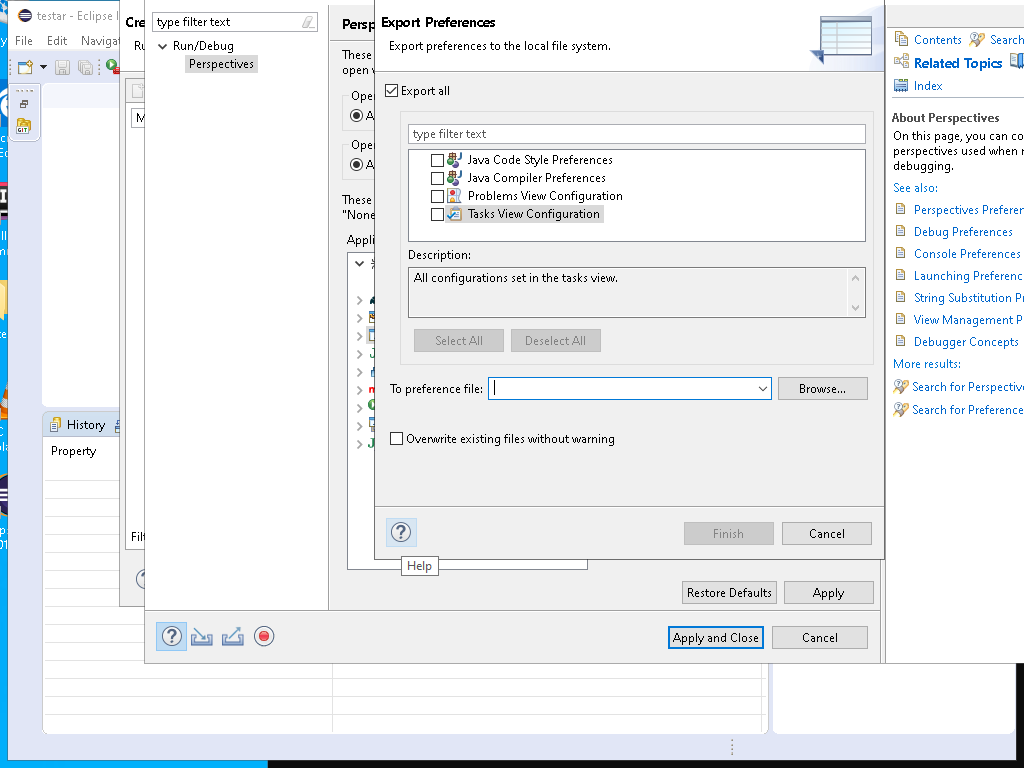 testar - Eclipse I
File Edit Navigat
History
Property
Cre
type filter text
Run/Debug
Perspectives
Persp
These
open v
Ope
A
Ope
A
These
"None
Appli
Export Preferences
Export preferences to the local file system.
Export all
type filter text
Java Code Style Preferences
Java Compiler Preferences
Problems View Configuration
Tasks View Configuration
Description:
All configurations set in the tasks view.
Select All Deselect All
To preference file: Browse...
Overwrite existing files without warning
Finish Cancel
Help
Restore Defaults Apply
Apply and Close Cancel
Contents Search
Related Topics
Index
About Perspectives
On this page, you can co
perspectives used when r
debugging.
See also:
Perspectives Preferen
Debug Preferences
Console Preferences
Launching Preferenc
String Substitution Pr
View Management P
Debugger Concepts
More results:
Search for Perspective
Search for Preference